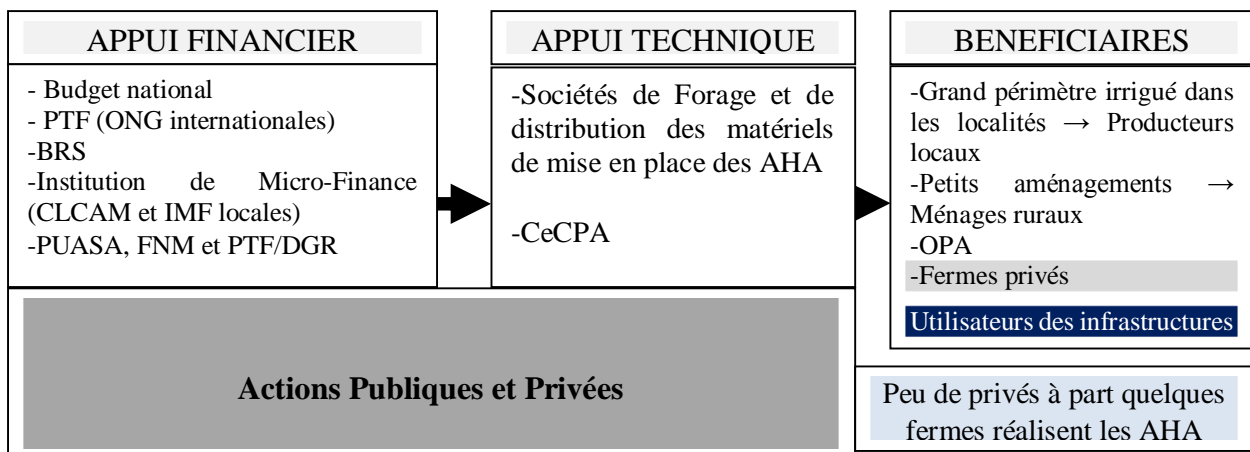 APPUI FINANCIER
- Budget national
- PTF (ONG internationales)
-BRS
-Institution de Micro-Finance
(CLCAM et IMF locales)
-PUASA, FNM et PTF/DGR
APPUI TECHNIQUE
-Sociétés de Forage et de
distribution des matériels
de mise en place des AHA
-CeCPA
BENEFICIAIRES
-Grand périmètre irrigué dans
les localités → Producteurs
locaux
-Petits aménagements →
Ménages ruraux
-OPA
-Fermes privés
Utilisateurs des infrastructures
Actions Publiques et Privées
Peu de privés à part quelques
fermes réalisent les AHA